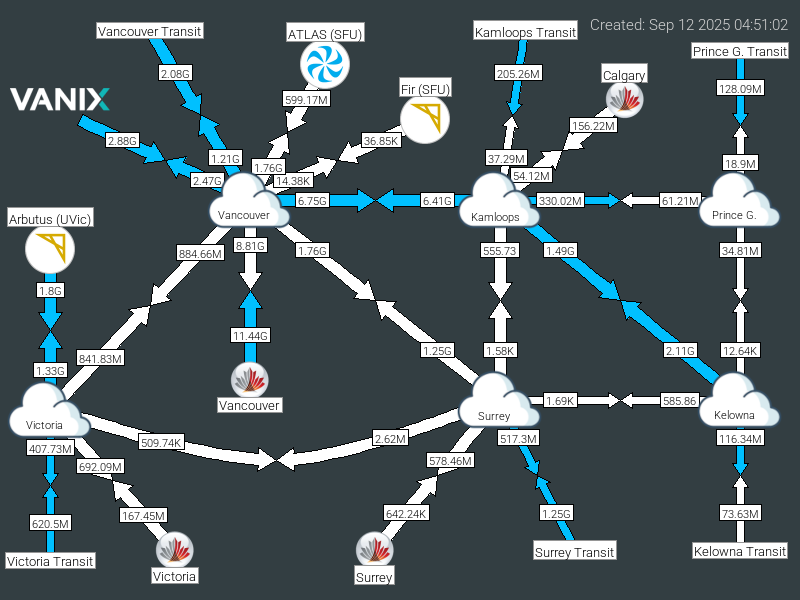 Created: Sep 12 2025 04:51:02
Vancouver Transit
ATLAS (SFU)
Kamloops Transit
Prince G. Transit
2.08G
205.26M
Calgary
128.09M
VANIX
599.17M
Fir (SFU)
156.22M
2.88G
36.85K
1.21G
1.76G
37.29M
18.9M
2.47G
14.38K
54.12M
6.75G
6.41G
330.02M
61.21M
Vancouver
Kamloops
Prince G.
Arbutus (UVic)
884.66M
8.81G
1.76G
555.73
1.49G
34.81M
1.8G
11.44G
841.83M
1.25G
1.58K
2.11G
12.64K
1.33G
Vancouver
1.69K
585.86
Victoria
Surrey
Kelowna
407.73M
509.74K
2.62M
517.3M
116.34M
692.09M
578.46M
620.5M
167.45M
642.24K
1.25G
73.63M
Victoria Transit
Victoria
Surrey
Surrey Transit
Kelowna Transit